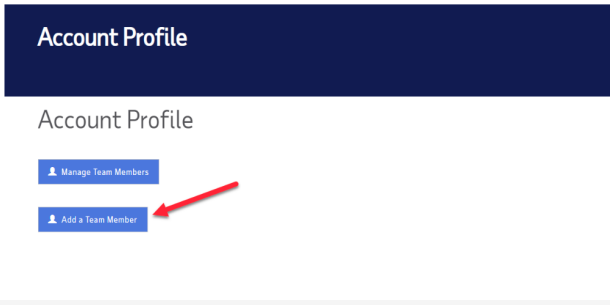 Account Profile
Account Profile
Manage Team Members
Add a Team Member